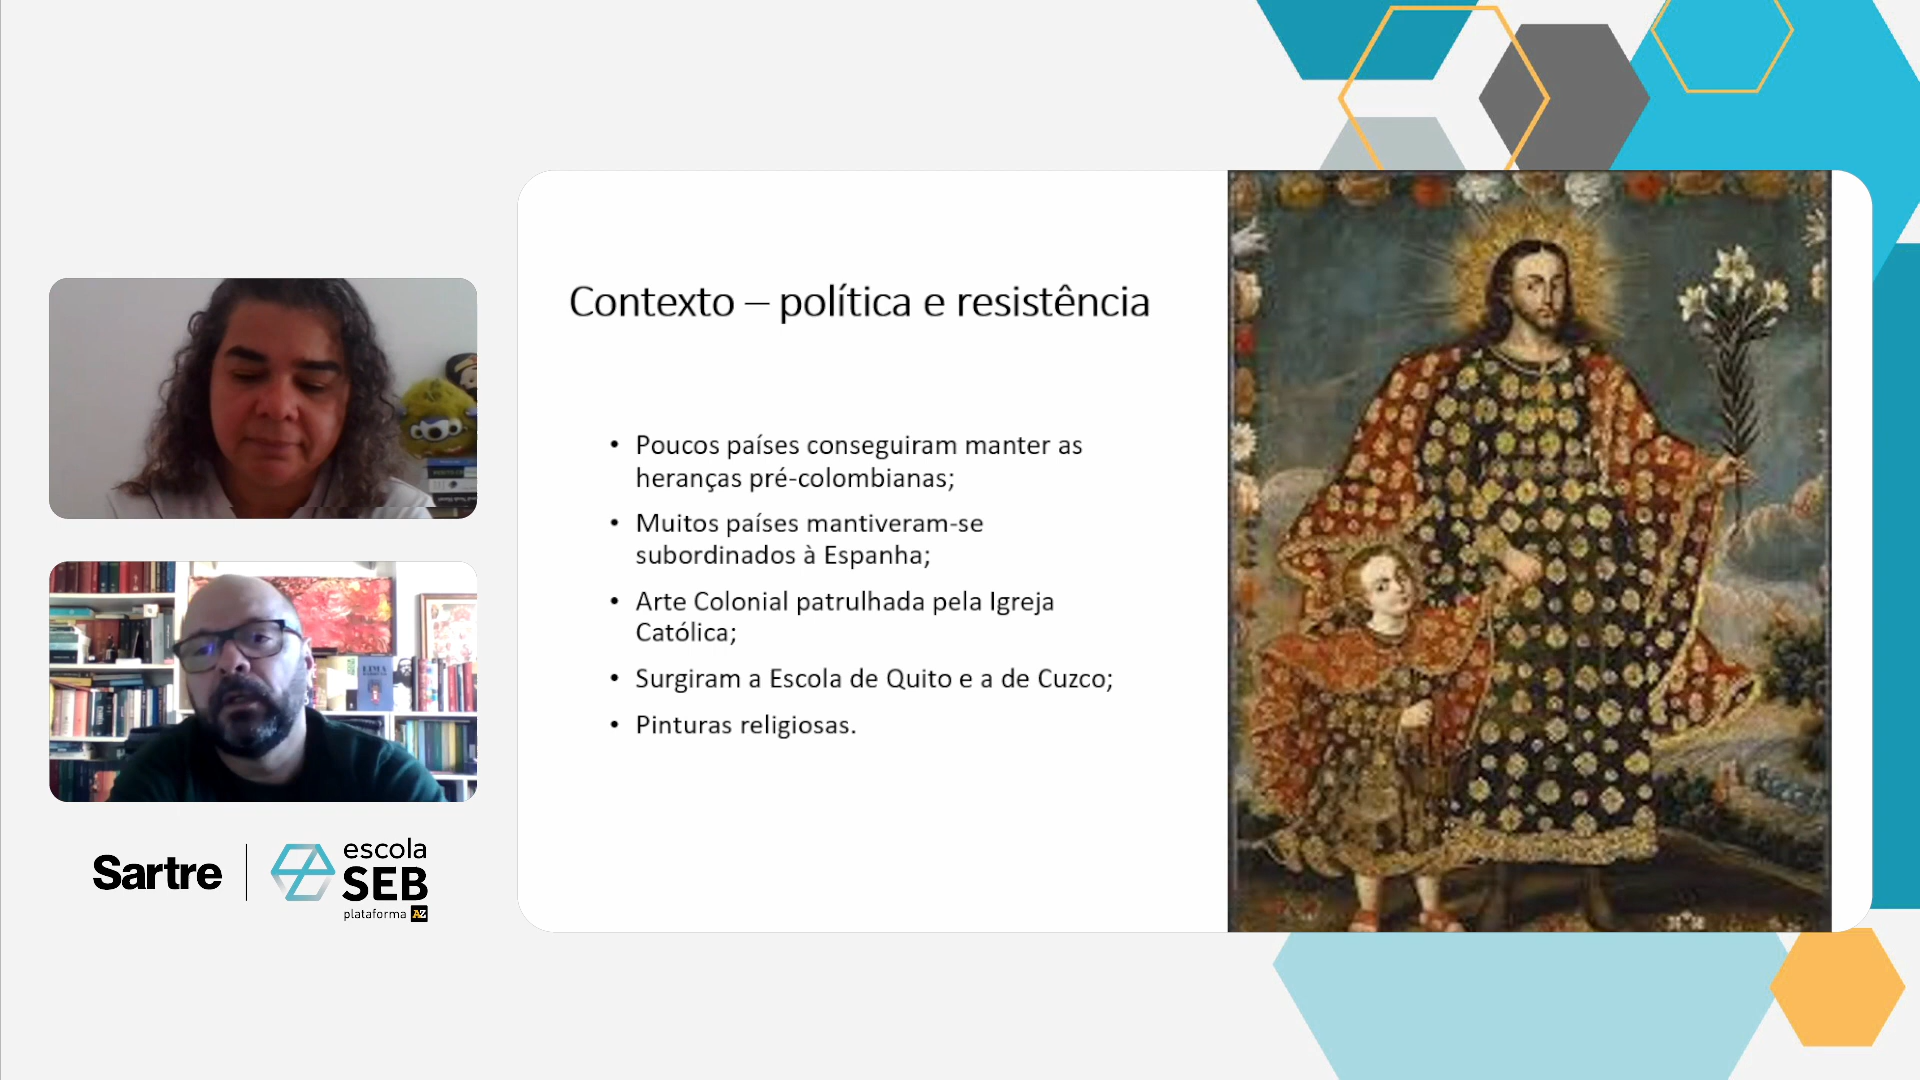 Contexto – política e resistência
• Poucos países conseguiram manter as
heranças pré-colombianas;
• Muitos países mantiveram-se
subordinados à Espanha;
• Arte Colonial patrulhada pela Igreja
Católica;
• Surgiram a Escola de Quito e a de Cuzco;
• Pinturas religiosas.
Sartre
escola
SEB
plataforma AZ